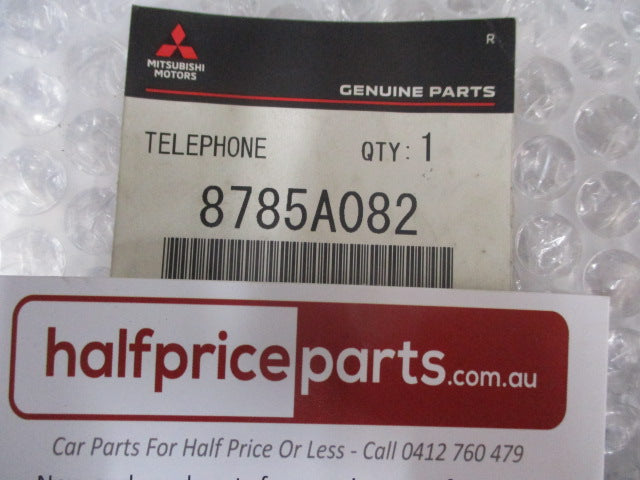 R
MITSUBISHI
MOTORS
GENUINE PARTS
TELEPHONE QTY: 1
8785A082
halfpriceparts.com.au
Car Parts For Half Price Or Less - Call 0412 760 479